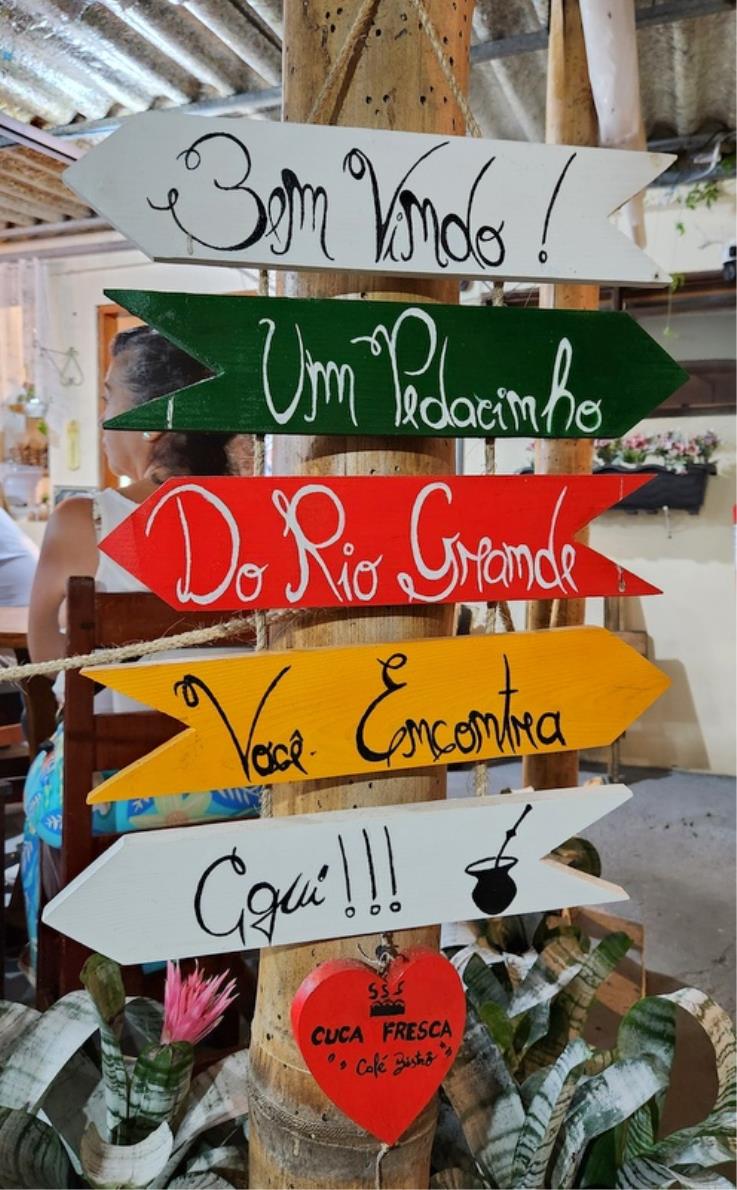 Bem Vindo !
Um Pedacinho
Do Rio Grande
Você Encontra
Aqui !!!
CUCA FRESCA
" Café Bistrô "